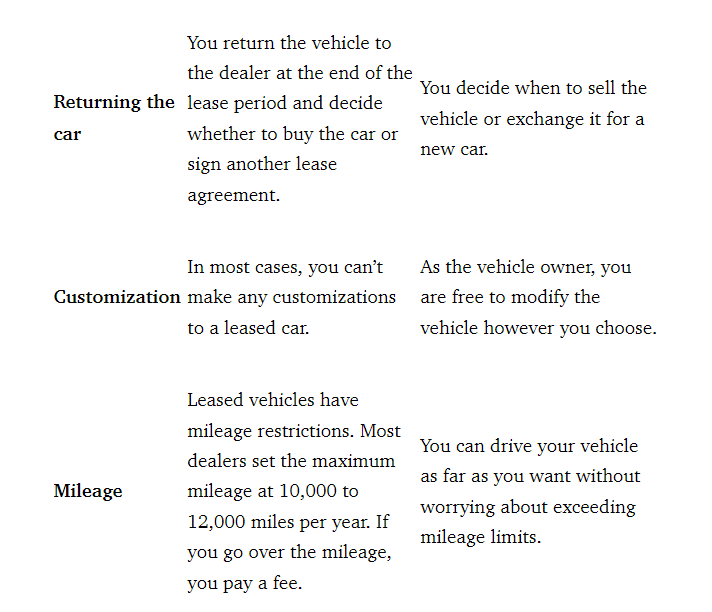 Returning the
car
You return the vehicle to
the dealer at the end of the
lease period and decide
whether to buy the car or
sign another lease
agreement.
You decide when to sell the
vehicle or exchange it for a
new car.
Customization
In most cases, you can’t
make any customizations
to a leased car.
As the vehicle owner, you
are free to modify the
vehicle however you choose.
Mileage
Leased vehicles have
mileage restrictions. Most
dealers set the maximum
mileage at 10,000 to
12,000 miles per year. If
you go over the mileage,
you pay a fee.
You can drive your vehicle
as far as you want without
worrying about exceeding
mileage limits.